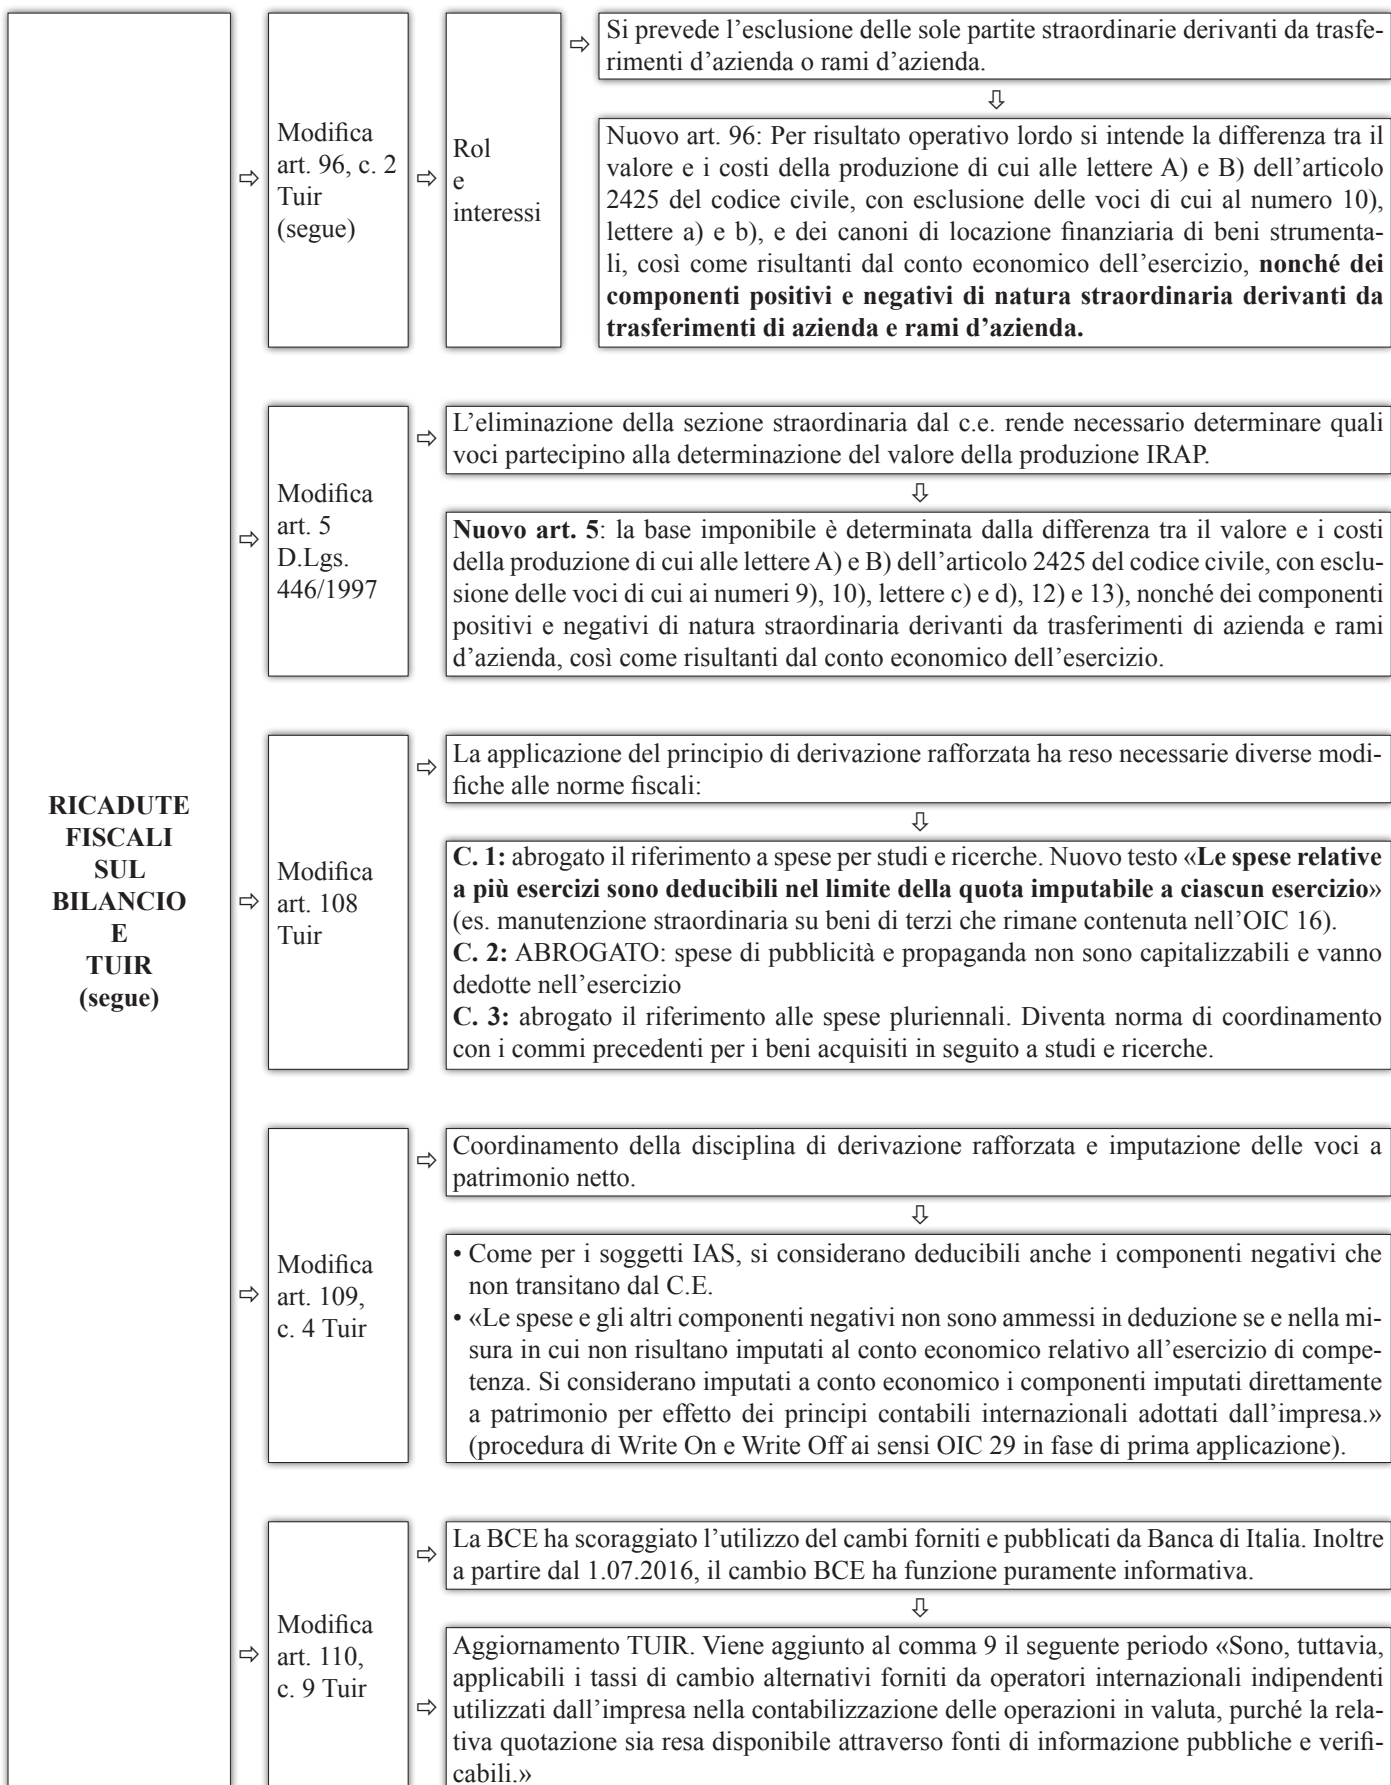 RICADUTE
FISCALI
SUL
BILANCIO
E
TUIR
(segue)
⇨
Modifica
art. 96, c. 2
Tuir
(segue)
⇨
Rol
e
interessi
⇨
Si prevede l’esclusione delle sole partite straordinarie derivanti da trasfe-
rimenti d’azienda o rami d’azienda.
⇩
Nuovo art. 96: Per risultato operativo lordo si intende la differenza tra il
valore e i costi della produzione di cui alle lettere A) e B) dell’articolo
2425 del codice civile, con esclusione delle voci di cui al numero 10),
lettere a) e b), e dei canoni di locazione finanziaria di beni strumenta-
li, così come risultanti dal conto economico dell’esercizio, nonché dei
componenti positivi e negativi di natura straordinaria derivanti da
trasferimenti di azienda e rami d’azienda.
⇨
Modifica
art. 5
D.Lgs.
446/1997
⇨
L’eliminazione della sezione straordinaria dal c.e. rende necessario determinare quali
voci partecipino alla determinazione del valore della produzione IRAP.
⇩
Nuovo art. 5: la base imponibile è determinata dalla differenza tra il valore e i costi
della produzione di cui alle lettere A) e B) dell’articolo 2425 del codice civile, con esclu-
sione delle voci di cui ai numeri 9), 10), lettere c) e d), 12) e 13), nonché dei componenti
positivi e negativi di natura straordinaria derivanti da trasferimenti di azienda e rami
d’azienda, così come risultanti dal conto economico dell’esercizio.
⇨
Modifica
art. 108
Tuir
⇨
La applicazione del principio di derivazione rafforzata ha reso necessarie diverse modi-
fiche alle norme fiscali:
⇩
C. 1: abrogato il riferimento a spese per studi e ricerche. Nuovo testo «Le spese relative
a più esercizi sono deducibili nel limite della quota imputabile a ciascun esercizio»
(es. manutenzione straordinaria su beni di terzi che rimane contenuta nell’OIC 16).
C. 2: ABROGATO: spese di pubblicità e propaganda non sono capitalizzabili e vanno
dedotte nell’esercizio
C. 3: abrogato il riferimento alle spese pluriennali. Diventa norma di coordinamento
con i commi precedenti per i beni acquisiti in seguito a studi e ricerche.
⇨
Modifica
art. 109,
c. 4 Tuir
⇨
Coordinamento della disciplina di derivazione rafforzata e imputazione delle voci a
patrimonio netto.
⇩
• Come per i soggetti IAS, si considerano deducibili anche i componenti negativi che
non transitano dal C.E.
• «Le spese e gli altri componenti negativi non sono ammessi in deduzione se e nella mi-
sura in cui non risultano imputati al conto economico relativo all’esercizio di compe-
tenza. Si considerano imputati a conto economico i componenti imputati direttamente
a patrimonio per effetto dei principi contabili internazionali adottati dall’impresa.»
(procedura di Write On e Write Off ai sensi OIC 29 in fase di prima applicazione).
⇨
Modifica
art. 110,
c. 9 Tuir
⇨
La BCE ha scoraggiato l’utilizzo del cambi forniti e pubblicati da Banca di Italia. Inoltre
a partire dal 1.07.2016, il cambio BCE ha funzione puramente informativa.
⇩
⇨
Aggiornamento TUIR. Viene aggiunto al comma 9 il seguente periodo «Sono, tuttavia,
applicabili i tassi di cambio alternativi forniti da operatori internazionali indipendenti
utilizzati dall’impresa nella contabilizzazione delle operazioni in valuta, purché la rela-
tiva quotazione sia resa disponibile attraverso fonti di informazione pubbliche e verifi-
cabili.»